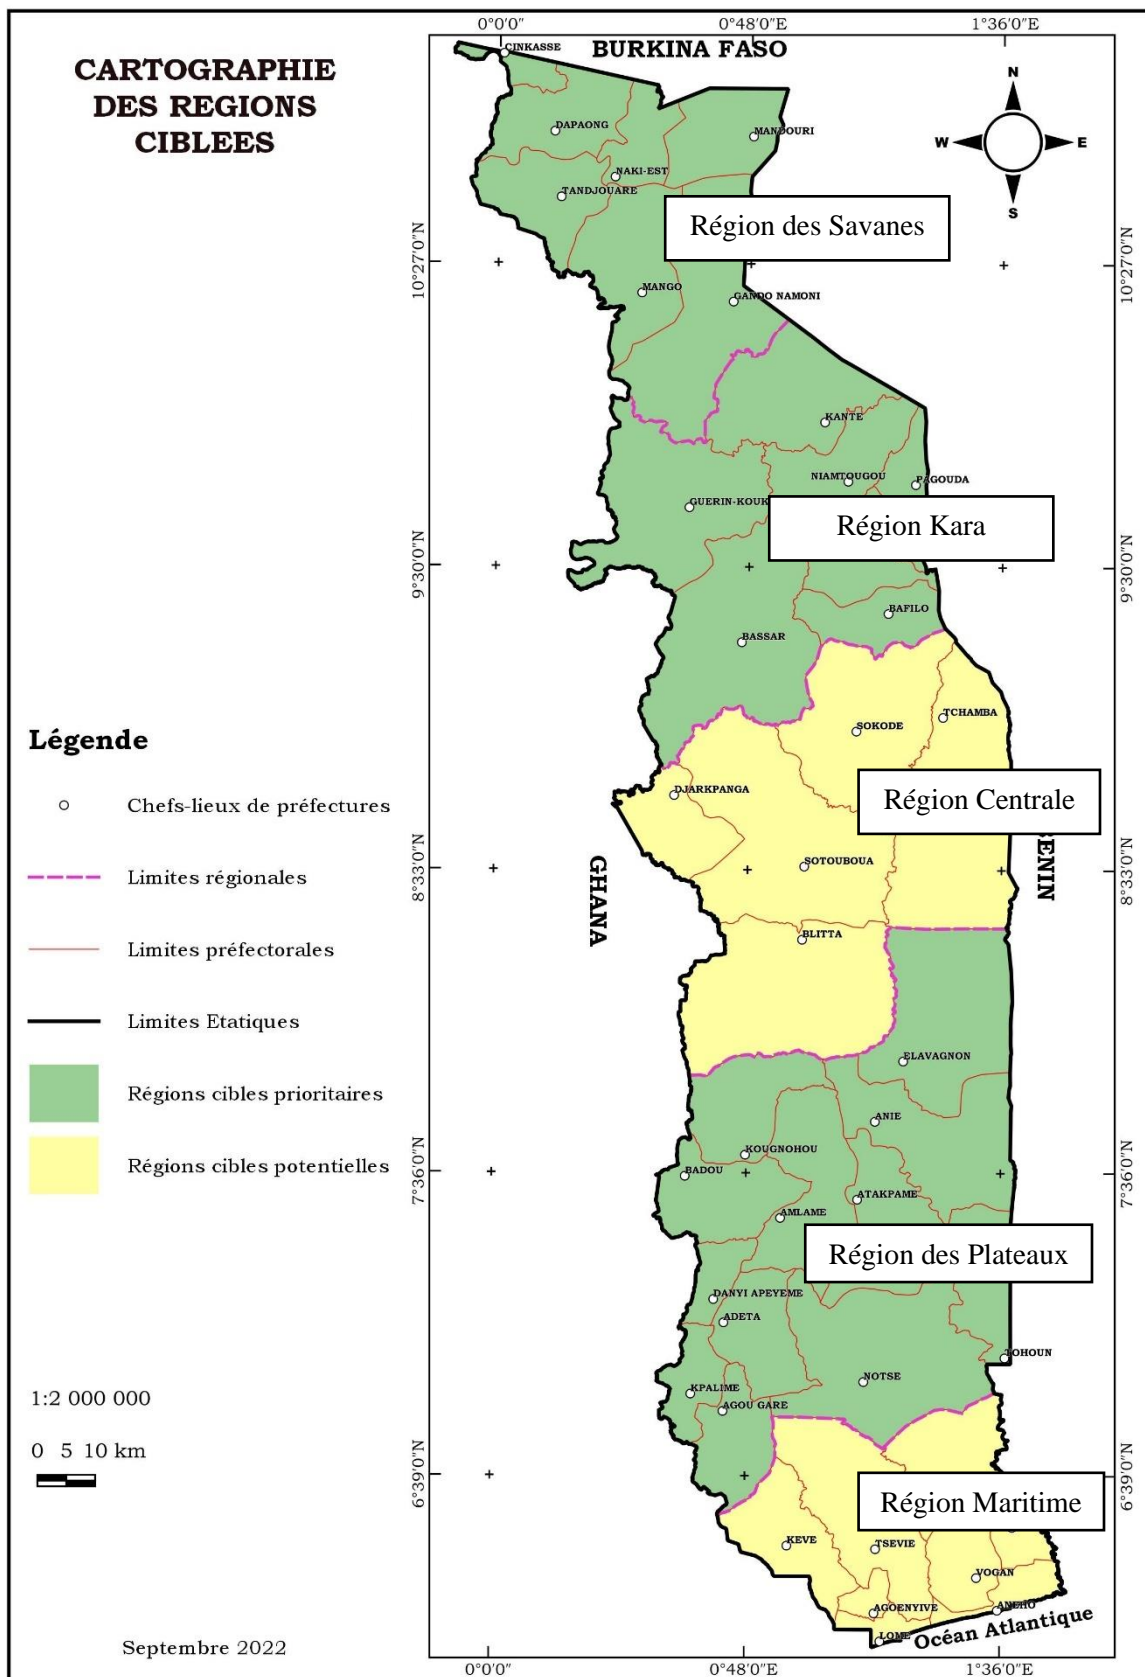 0°0'0"
0°48'0"E
1°36'0"E
CARTOGRAPHIE
DES REGIONS
CIBLEES
CINKASSE
BURKINA FASO
N
W
E
S
DAPAONG
MANDOURI
NAKI-EST
TANDJOUARE
Région des Savanes
10°27'0"N
10°27'0"N
MANGO
GANDO NAMONI
KANTE
NIAMTOUGOU
PAGOUDA
GUERIN-KOUK
Région Kara
9°30'0"N
9°30'0"N
BAFILO
BASSAR
TCHAMBA
SOKODE
Légende
DJARKPANGA
Région Centrale
Chefs-lieux de préfectures
SOTOUBOUA
8°33'0"N
8°33'0"N
GHANA
BENIN
Limites régionales
BLITTA
Limites préfectorales
Limites Etatiques
ELAVAGNON
Régions cibles prioritaires
ANIE
KOUGNOHOU
Régions cibles potentielles
BADOU
7°36'0"N
7°36'0"N
ATAKPAME
AMLAME
Région des Plateaux
DANYI APEYEME
ADETA
TOHOUN
NOTSE
KPALIME
1:2 000 000
AGOU GARE
0 5 10 km
6°39'0"N
6°39'0"N
Région Maritime
KEVE
TSEVIE
VOGAN
AGOENYIVE
ANEHO
Océan Atlantique
LOME
Septembre 2022
0°0'0"
0°48'0"E
1°36'0"E